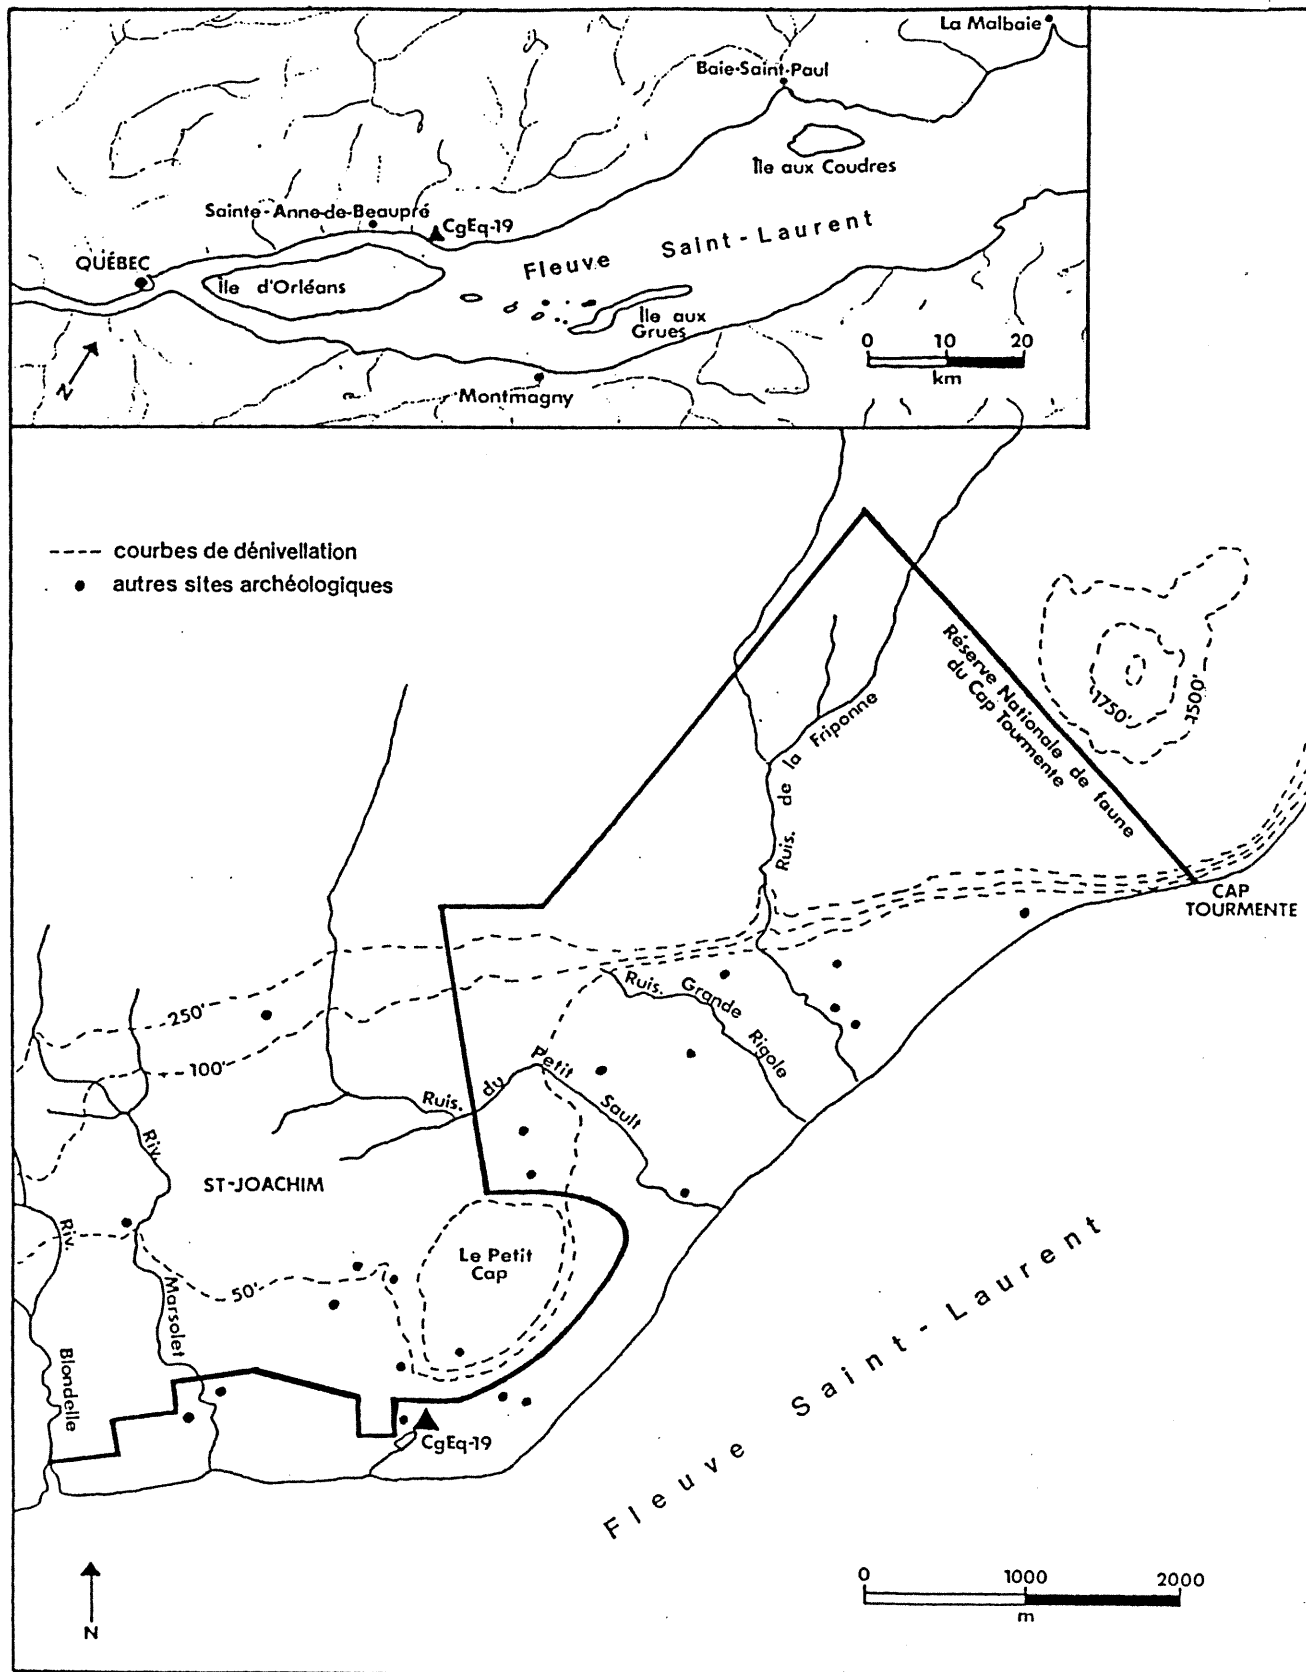 La Malbaie
Baie-Saint-Paul
Île aux Coudres
Sainte-Anne-de-Beaupré
CgEq-19
Fleuve Saint-Laurent
QUÉBEC
Île d'Orléans
Île aux
Grues
0 10 20
km
N
Montmagny
---- courbes de dénivellation
● autres sites archéologiques
Réserve Nationale de faune
du Cap Tourmente
1750'
1500'
Ruis. de la Friponne
CAP
TOURMENTE
250'
100'
Ruis. Grande Rigole
Ruis. du Petit Sault
Riv. Marsolet
ST-JOACHIM
Riv. Blondelle
Le Petit
Cap
50'
CgEq-19
Fleuve Saint-Laurent
0 1000 2000
m
N